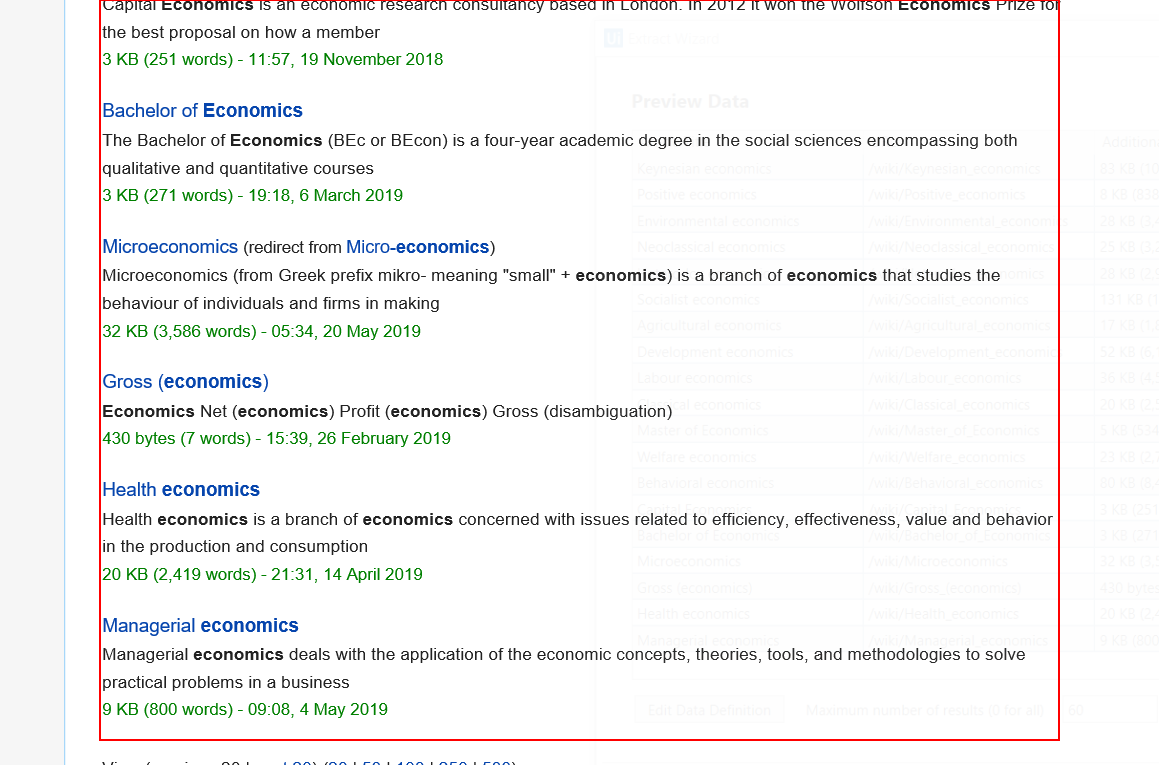 Capital Economics is an economic research consultancy based in London. In 2012 it won the Wolfson Economics Prize for
the best proposal on how a member
3 KB (251 words) - 11:57, 19 November 2018
Bachelor of Economics
The Bachelor of Economics (BEc or BEcon) is a four-year academic degree in the social sciences encompassing both
qualitative and quantitative courses
3 KB (271 words) - 19:18, 6 March 2019
Microeconomics (redirect from Micro-economics)
Microeconomics (from Greek prefix mikro- meaning "small" + economics) is a branch of economics that studies the
behaviour of individuals and firms in making
32 KB (3,586 words) - 05:34, 20 May 2019
Gross (economics)
Economics Net (economics) Profit (economics) Gross (disambiguation)
430 bytes (7 words) - 15:39, 26 February 2019
Health economics
Health economics is a branch of economics concerned with issues related to efficiency, effectiveness, value and behavior
in the production and consumption
20 KB (2,419 words) - 21:31, 14 April 2019
Managerial economics
Managerial economics deals with the application of the economic concepts, theories, tools, and methodologies to solve
practical problems in a business
9 KB (800 words) - 09:08, 4 May 2019
Ui Extract Wizard
Preview Data
Keynesian economics /wiki/Keynesian_economics 83 KB
Positive economics /wiki/Positive_economics 8 KB
Environmental economics /wiki/Environmental_economics 28 KB
Neoclassical economics /wiki/Neoclassical_economics 25 KB
28 KB
Socialist economics /wiki/Socialist_economics 131 KB
Agricultural economics /wiki/Agricultural_economics 17 KB
Development economics /wiki/Development_economics 52 KB
Labour economics /wiki/Labour_economics 36 KB
Classical economics /wiki/Classical_economics 20 KB
Master of Economics /wiki/Master_of_Economics 5 KB
Welfare economics /wiki/Welfare_economics 23 KB
Behavioral economics /wiki/Behavioral_economics 80 KB
Capital Economics /wiki/Capital_Economics 3 KB
Bachelor of Economics /wiki/Bachelor_of_Economics 3 KB
Microeconomics /wiki/Microeconomics 32 KB
Gross (economics) /wiki/Gross_(economics) 430 bytes
Health economics /wiki/Health_economics 20 KB
Managerial economics /wiki/Managerial_economics 9 KB (800
Edit Data Definition Maximum number of results (0 for all) 60